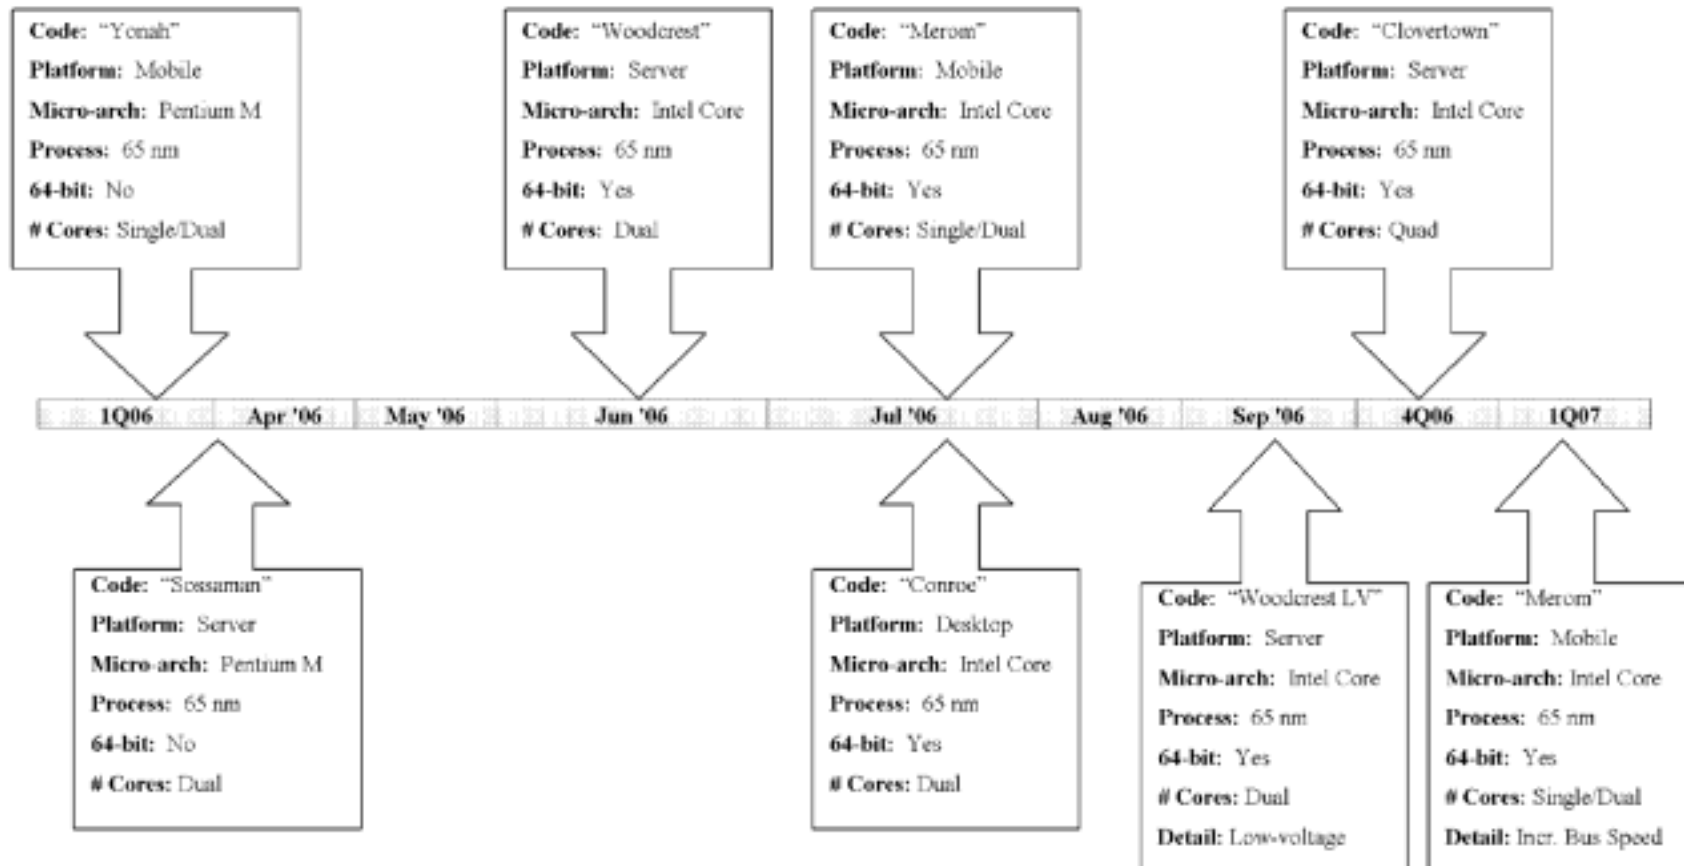 Code: “Yonah”
Platform: Mobile
Micro-arch: Pentium M
Process: 65 nm
64-bit: No
# Cores: Single/Dual
Code: “Woodcrest”
Platform: Server
Micro-arch: Intel Core
Process: 65 nm
64-bit: Yes
# Cores: Dual
Code: “Merom”
Platform: Mobile
Micro-arch: Intel Core
Process: 65 nm
64-bit: Yes
# Cores: Single/Dual
Code: “Clovertown”
Platform: Server
Micro-arch: Intel Core
Process: 65 nm
64-bit: Yes
# Cores: Quad
1Q06 Apr '06 May '06 Jun '06 Jul '06 Aug '06 Sep '06 4Q06 1Q07
Code: “Sossaman”
Platform: Server
Micro-arch: Pentium M
Process: 65 nm
64-bit: No
# Cores: Dual
Code: “Conroe”
Platform: Desktop
Micro-arch: Intel Core
Process: 65 nm
64-bit: Yes
# Cores: Dual
Code: “Woodcrest LV”
Platform: Server
Micro-arch: Intel Core
Process: 65 nm
64-bit: Yes
# Cores: Dual
Detail: Low-voltage
Code: “Merom”
Platform: Mobile
Micro-arch: Intel Core
Process: 65 nm
64-bit: Yes
# Cores: Single/Dual
Detail: Incr. Bus Speed